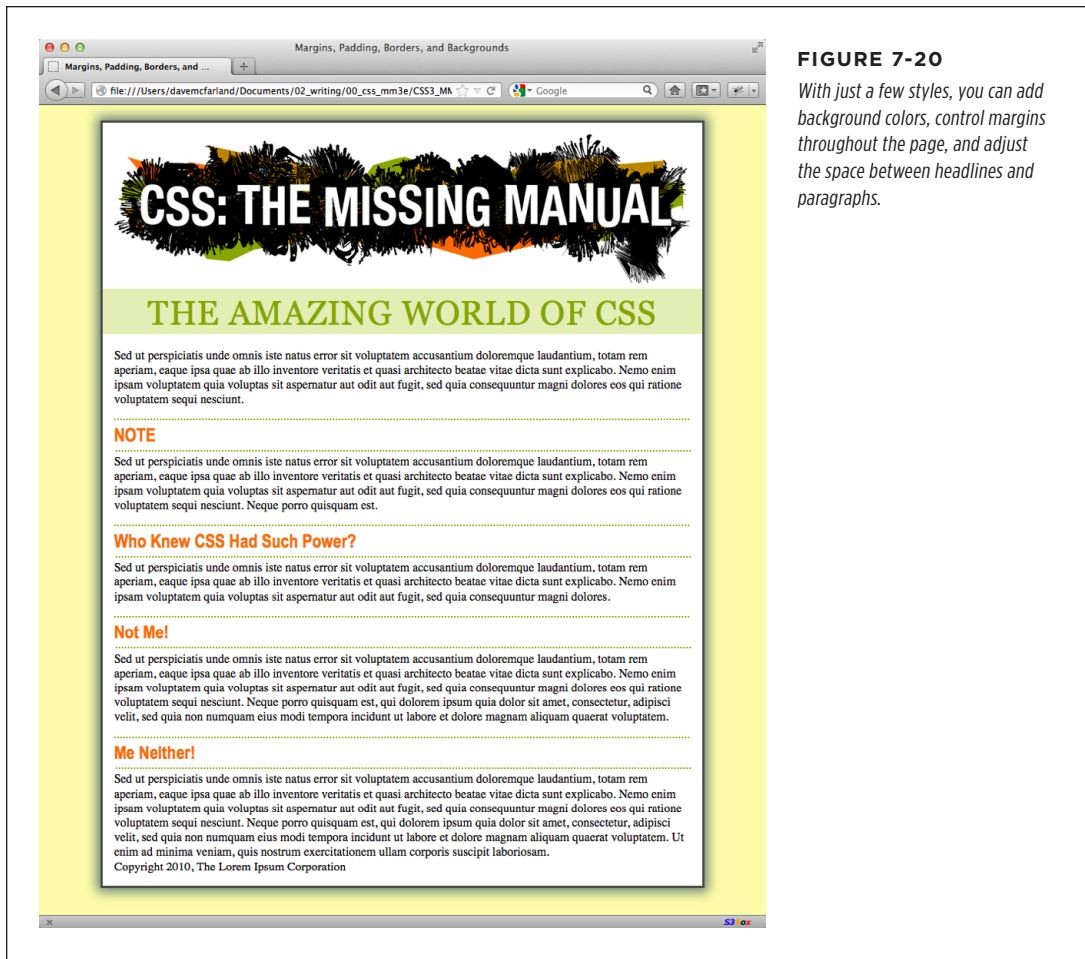 Margins, Padding, Borders, and Backgrounds
Margins, Padding, Borders, and ...
file:///Users/davemcfarland/Documents/02_writing/00_css_mm3e/CSS3_MM
Google
CSS: THE MISSING MANUAL
THE AMAZING WORLD OF CSS
Sed ut perspiciatis unde omnis iste natus error sit voluptatem accusantium doloremque laudantium, totam rem
aperiam, eaque ipsa quae ab illo inventore veritatis et quasi architecto beatae vitae dicta sunt explicabo. Nemo enim
ipsam voluptatem quia voluptas sit aspernatur aut odit aut fugit, sed quia consequuntur magni dolores eos qui ratione
voluptatem sequi nesciunt.
NOTE
Sed ut perspiciatis unde omnis iste natus error sit voluptatem accusantium doloremque laudantium, totam rem
aperiam, eaque ipsa quae ab illo inventore veritatis et quasi architecto beatae vitae dicta sunt explicabo. Nemo enim
ipsam voluptatem quia voluptas sit aspernatur aut odit aut fugit, sed quia consequuntur magni dolores eos qui ratione
voluptatem sequi nesciunt. Neque porro quisquam est.
Who Knew CSS Had Such Power?
Sed ut perspiciatis unde omnis iste natus error sit voluptatem accusantium doloremque laudantium, totam rem
aperiam, eaque ipsa quae ab illo inventore veritatis et quasi architecto beatae vitae dicta sunt explicabo. Nemo enim
ipsam voluptatem quia voluptas sit aspernatur aut odit aut fugit, sed quia consequuntur magni dolores.
Not Me!
Sed ut perspiciatis unde omnis iste natus error sit voluptatem accusantium doloremque laudantium, totam rem
aperiam, eaque ipsa quae ab illo inventore veritatis et quasi architecto beatae vitae dicta sunt explicabo. Nemo enim
ipsam voluptatem quia voluptas sit aspernatur aut odit aut fugit, sed quia consequuntur magni dolores eos qui ratione
voluptatem sequi nesciunt. Neque porro quisquam est, qui dolorem ipsum quia dolor sit amet, consectetur, adipisci
velit, sed quia non numquam eius modi tempora incidunt ut labore et dolore magnam aliquam quaerat voluptatem.
Me Neither!
Sed ut perspiciatis unde omnis iste natus error sit voluptatem accusantium doloremque laudantium, totam rem
aperiam, eaque ipsa quae ab illo inventore veritatis et quasi architecto beatae vitae dicta sunt explicabo. Nemo enim
ipsam voluptatem quia voluptas sit aspernatur aut odit aut fugit, sed quia consequuntur magni dolores eos qui ratione
voluptatem sequi nesciunt. Neque porro quisquam est, qui dolorem ipsum quia dolor sit amet, consectetur, adipisci
velit, sed quia non numquam eius modi tempora incidunt ut labore et dolore magnam aliquam quaerat voluptatem. Ut
enim ad minima veniam, quis nostrum exercitationem ullam corporis suscipit laboriosam.
Copyright 2010, The Lorem Ipsum Corporation
S3Fox
FIGURE 7-20
With just a few styles, you can add
background colors, control margins
throughout the page, and adjust
the space between headlines and
paragraphs.